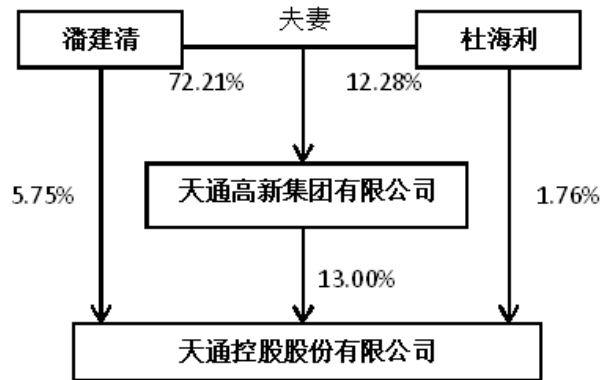 夫妻
潘建清
杜海利
72.21%
12.28%
天通高新集团有限公司
5.75%
1.76%
13.00%
天通控股股份有限公司